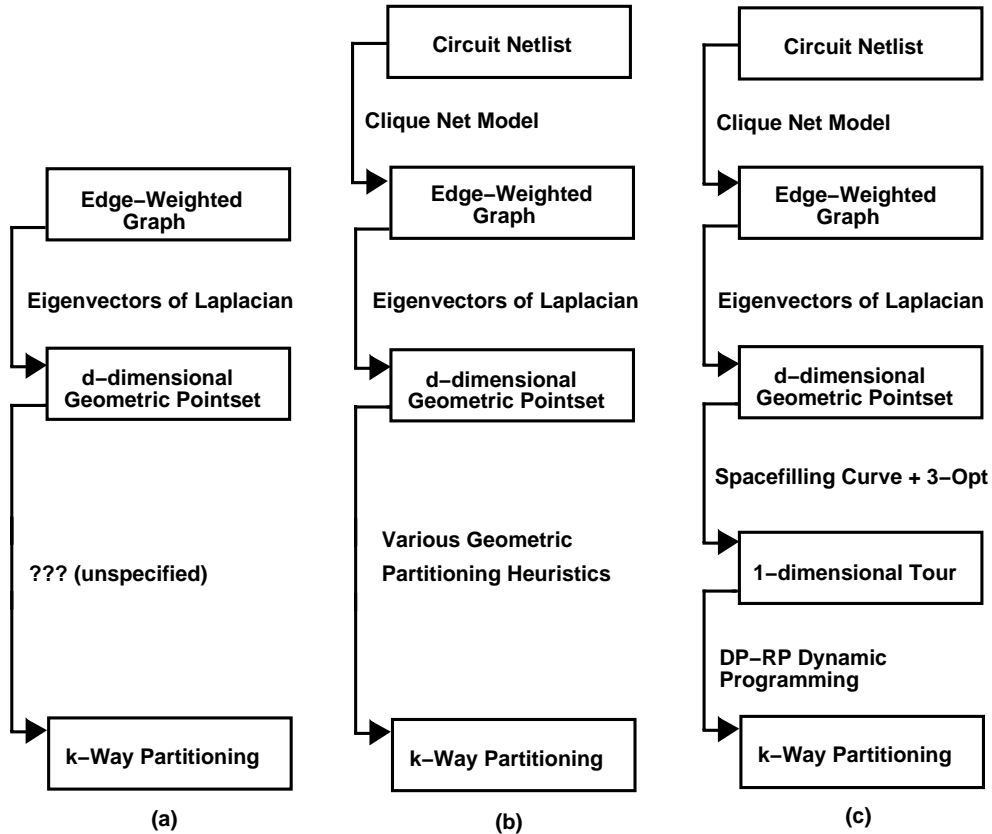 Edge−Weighted
Graph
Eigenvectors of Laplacian
d−dimensional
Geometric Pointset
??? (unspecified)
k−Way Partitioning
(a)
Circuit Netlist
Clique Net Model
Edge−Weighted
Graph
Eigenvectors of Laplacian
d−dimensional
Geometric Pointset
Various Geometric
Partitioning Heuristics
k−Way Partitioning
(b)
Circuit Netlist
Clique Net Model
Edge−Weighted
Graph
Eigenvectors of Laplacian
d−dimensional
Geometric Pointset
Spacefilling Curve + 3−Opt
1−dimensional Tour
DP−RP Dynamic
Programming
k−Way Partitioning
(c)